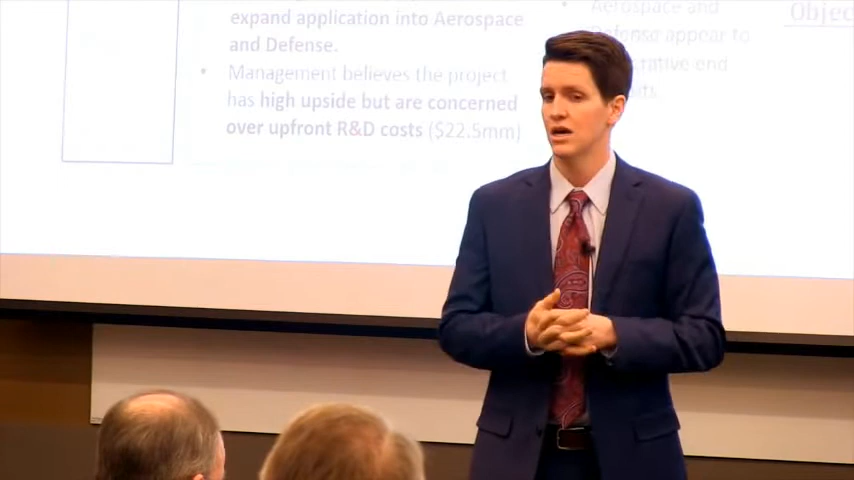 expand application into Aerospace
and Defense.
• Management believes the project
has high upside but are concerned
over upfront R&D costs ($22.5mm)
• Aerospace and
Defense appear to
end
Objec